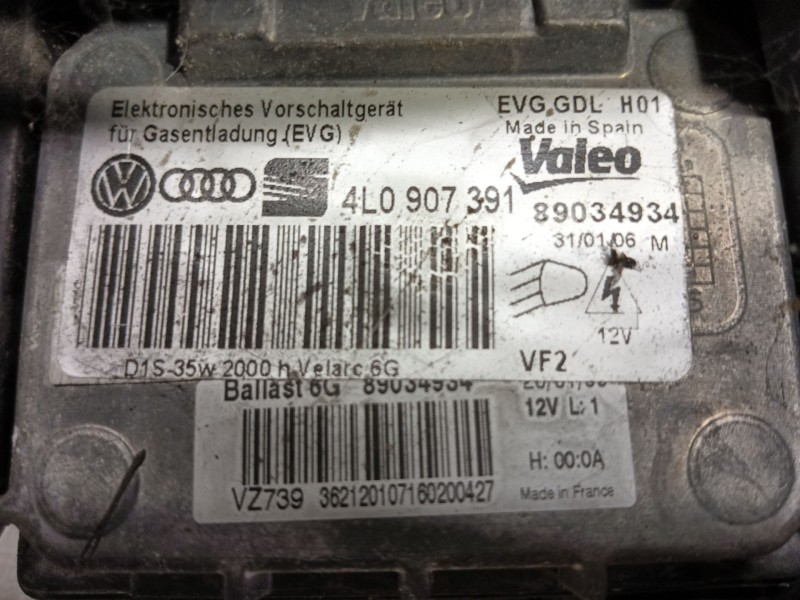 Valeo
Elektronisches Vorschaltgerät
für Gasentladung (EVG)
EVG GDL H01
Made in Spain
Valeo
4L0 907 391
89034934
31/01/06 M
12V
D1S-35w 2000 h Velarc 6G
VF2
Ballast 6G 89034934
12V L: 1
H: 00:0A
VZ739 362120107160200427
Made in France